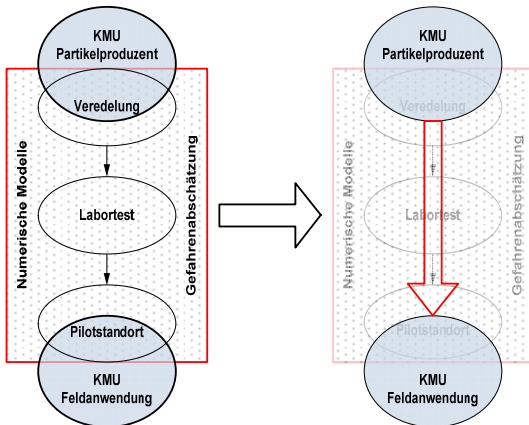 KMU
Partikelproduzent
Veredelung
Numerische Modelle
Labortest
Gefahrenabschätzung
Pilotstandort
KMU
Feldanwendung
KMU
Partikelproduzent
Veredelung
Numerische Modelle
Labortest
Gefahrenabschätzung
Pilotstandort
KMU
Feldanwendung